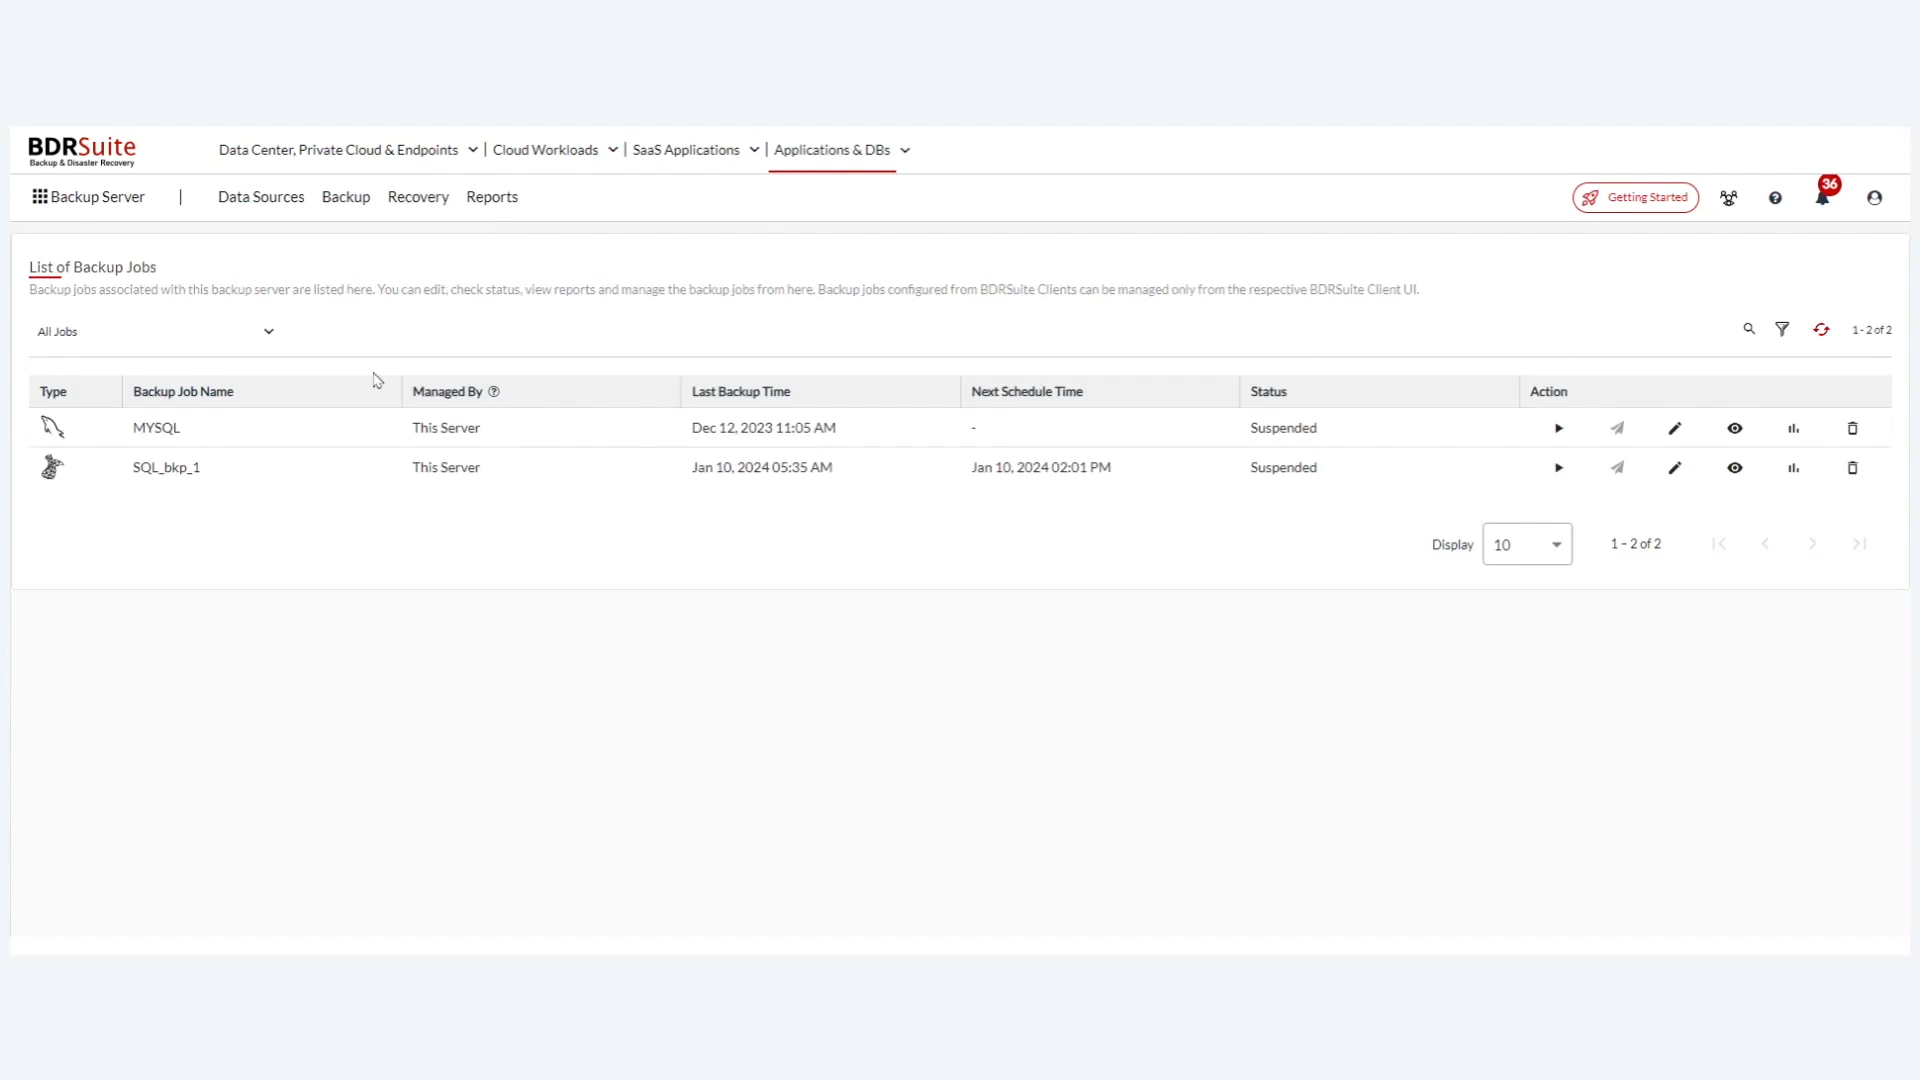 BDRSuite
Backup & Disaster Recovery
Data Center, Private Cloud & Endpoints | Cloud Workloads | SaaS Applications | Applications & DBs
Backup Server | Data Sources Backup Recovery Reports Getting Started 36
List of Backup Jobs
Backup jobs associated with this backup server are listed here. You can edit, check status, view reports and manage the backup jobs from here. Backup jobs configured from BDRSuite Clients can be managed only from the respective BDRSuite Client UI.
All Jobs 1 - 2 of 2
Type Backup Job Name Managed By Last Backup Time Next Schedule Time Status Action
MYSQL This Server Dec 12, 2023 11:05 AM - Suspended
SQL_bkp_1 This Server Jan 10, 2024 05:35 AM Jan 10, 2024 02:01 PM Suspended
Display 10 1 – 2 of 2